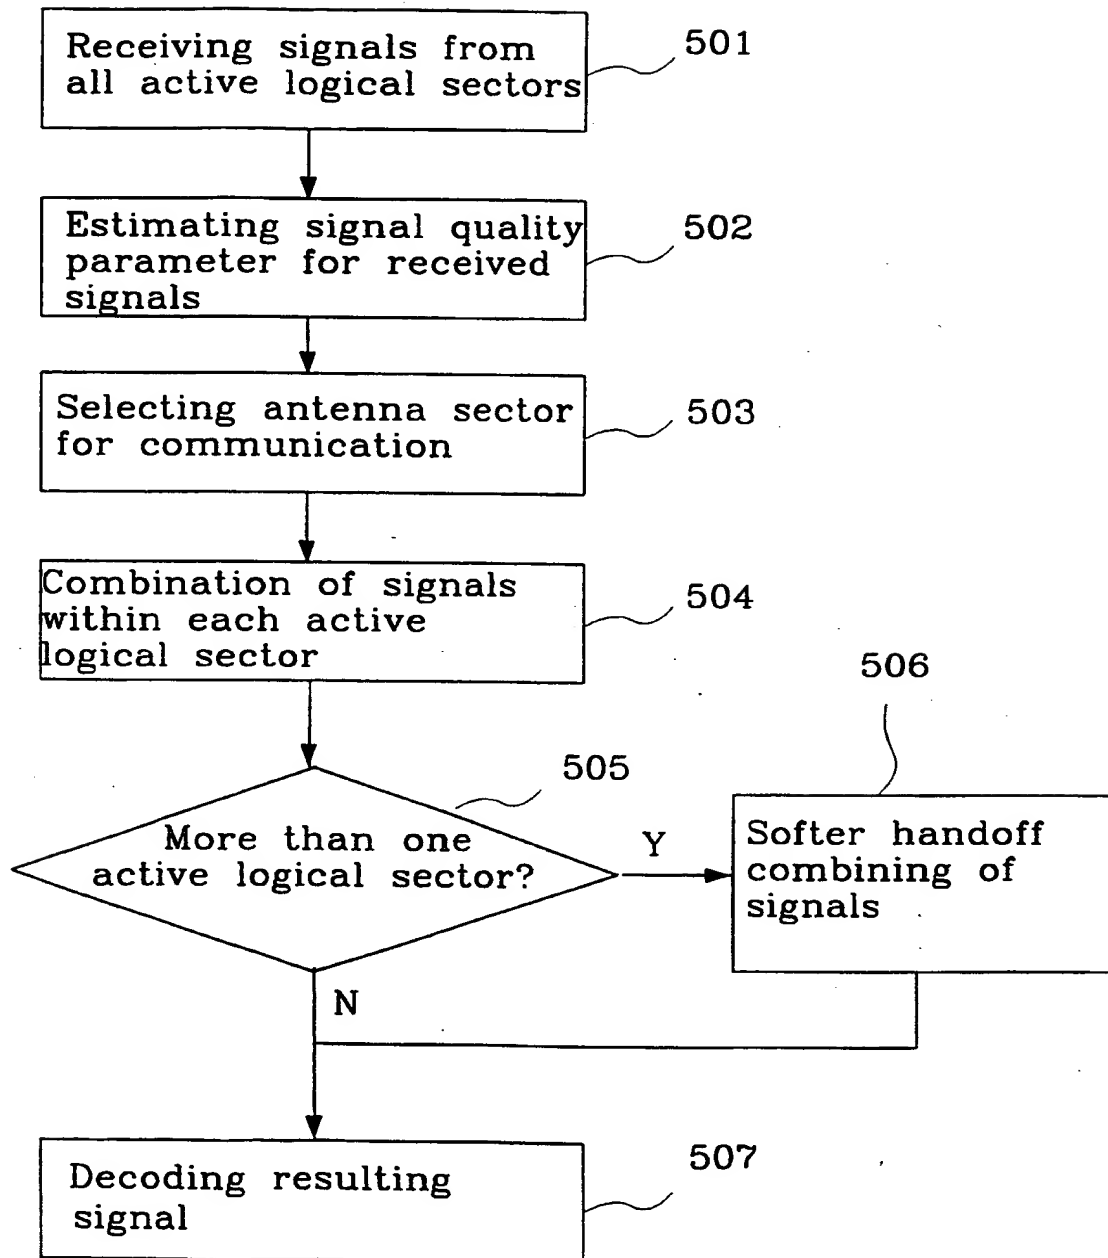 Receiving signals from
all active logical sectors
501
Estimating signal quality
parameter for received
signals
502
Selecting antenna sector
for communication
503
Combination of signals
within each active
logical sector
504
505
More than one
active logical sector?
Y
506
Softer handoff
combining of
signals
N
Decoding resulting
signal
507